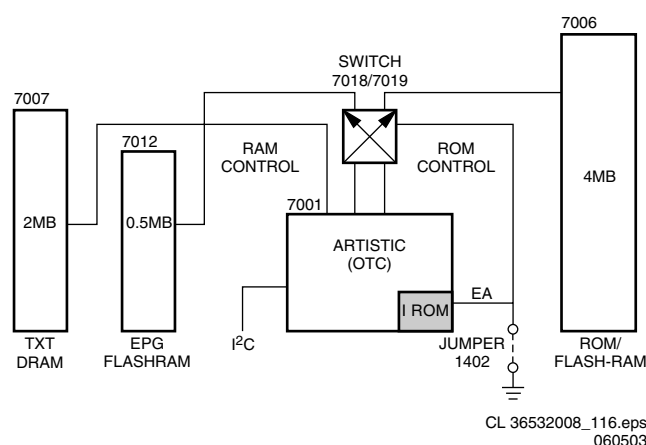 7006
SWITCH
7018/7019
7007
7012
RAM
CONTROL
ROM
CONTROL
4MB
2MB
0.5MB
7001
ARTISTIC
(OTC)
EA
I ROM
I²C
JUMPER
1402
TXT
DRAM
EPG
FLASHRAM
ROM/
FLASH-RAM
CL 36532008_116.eps
060503